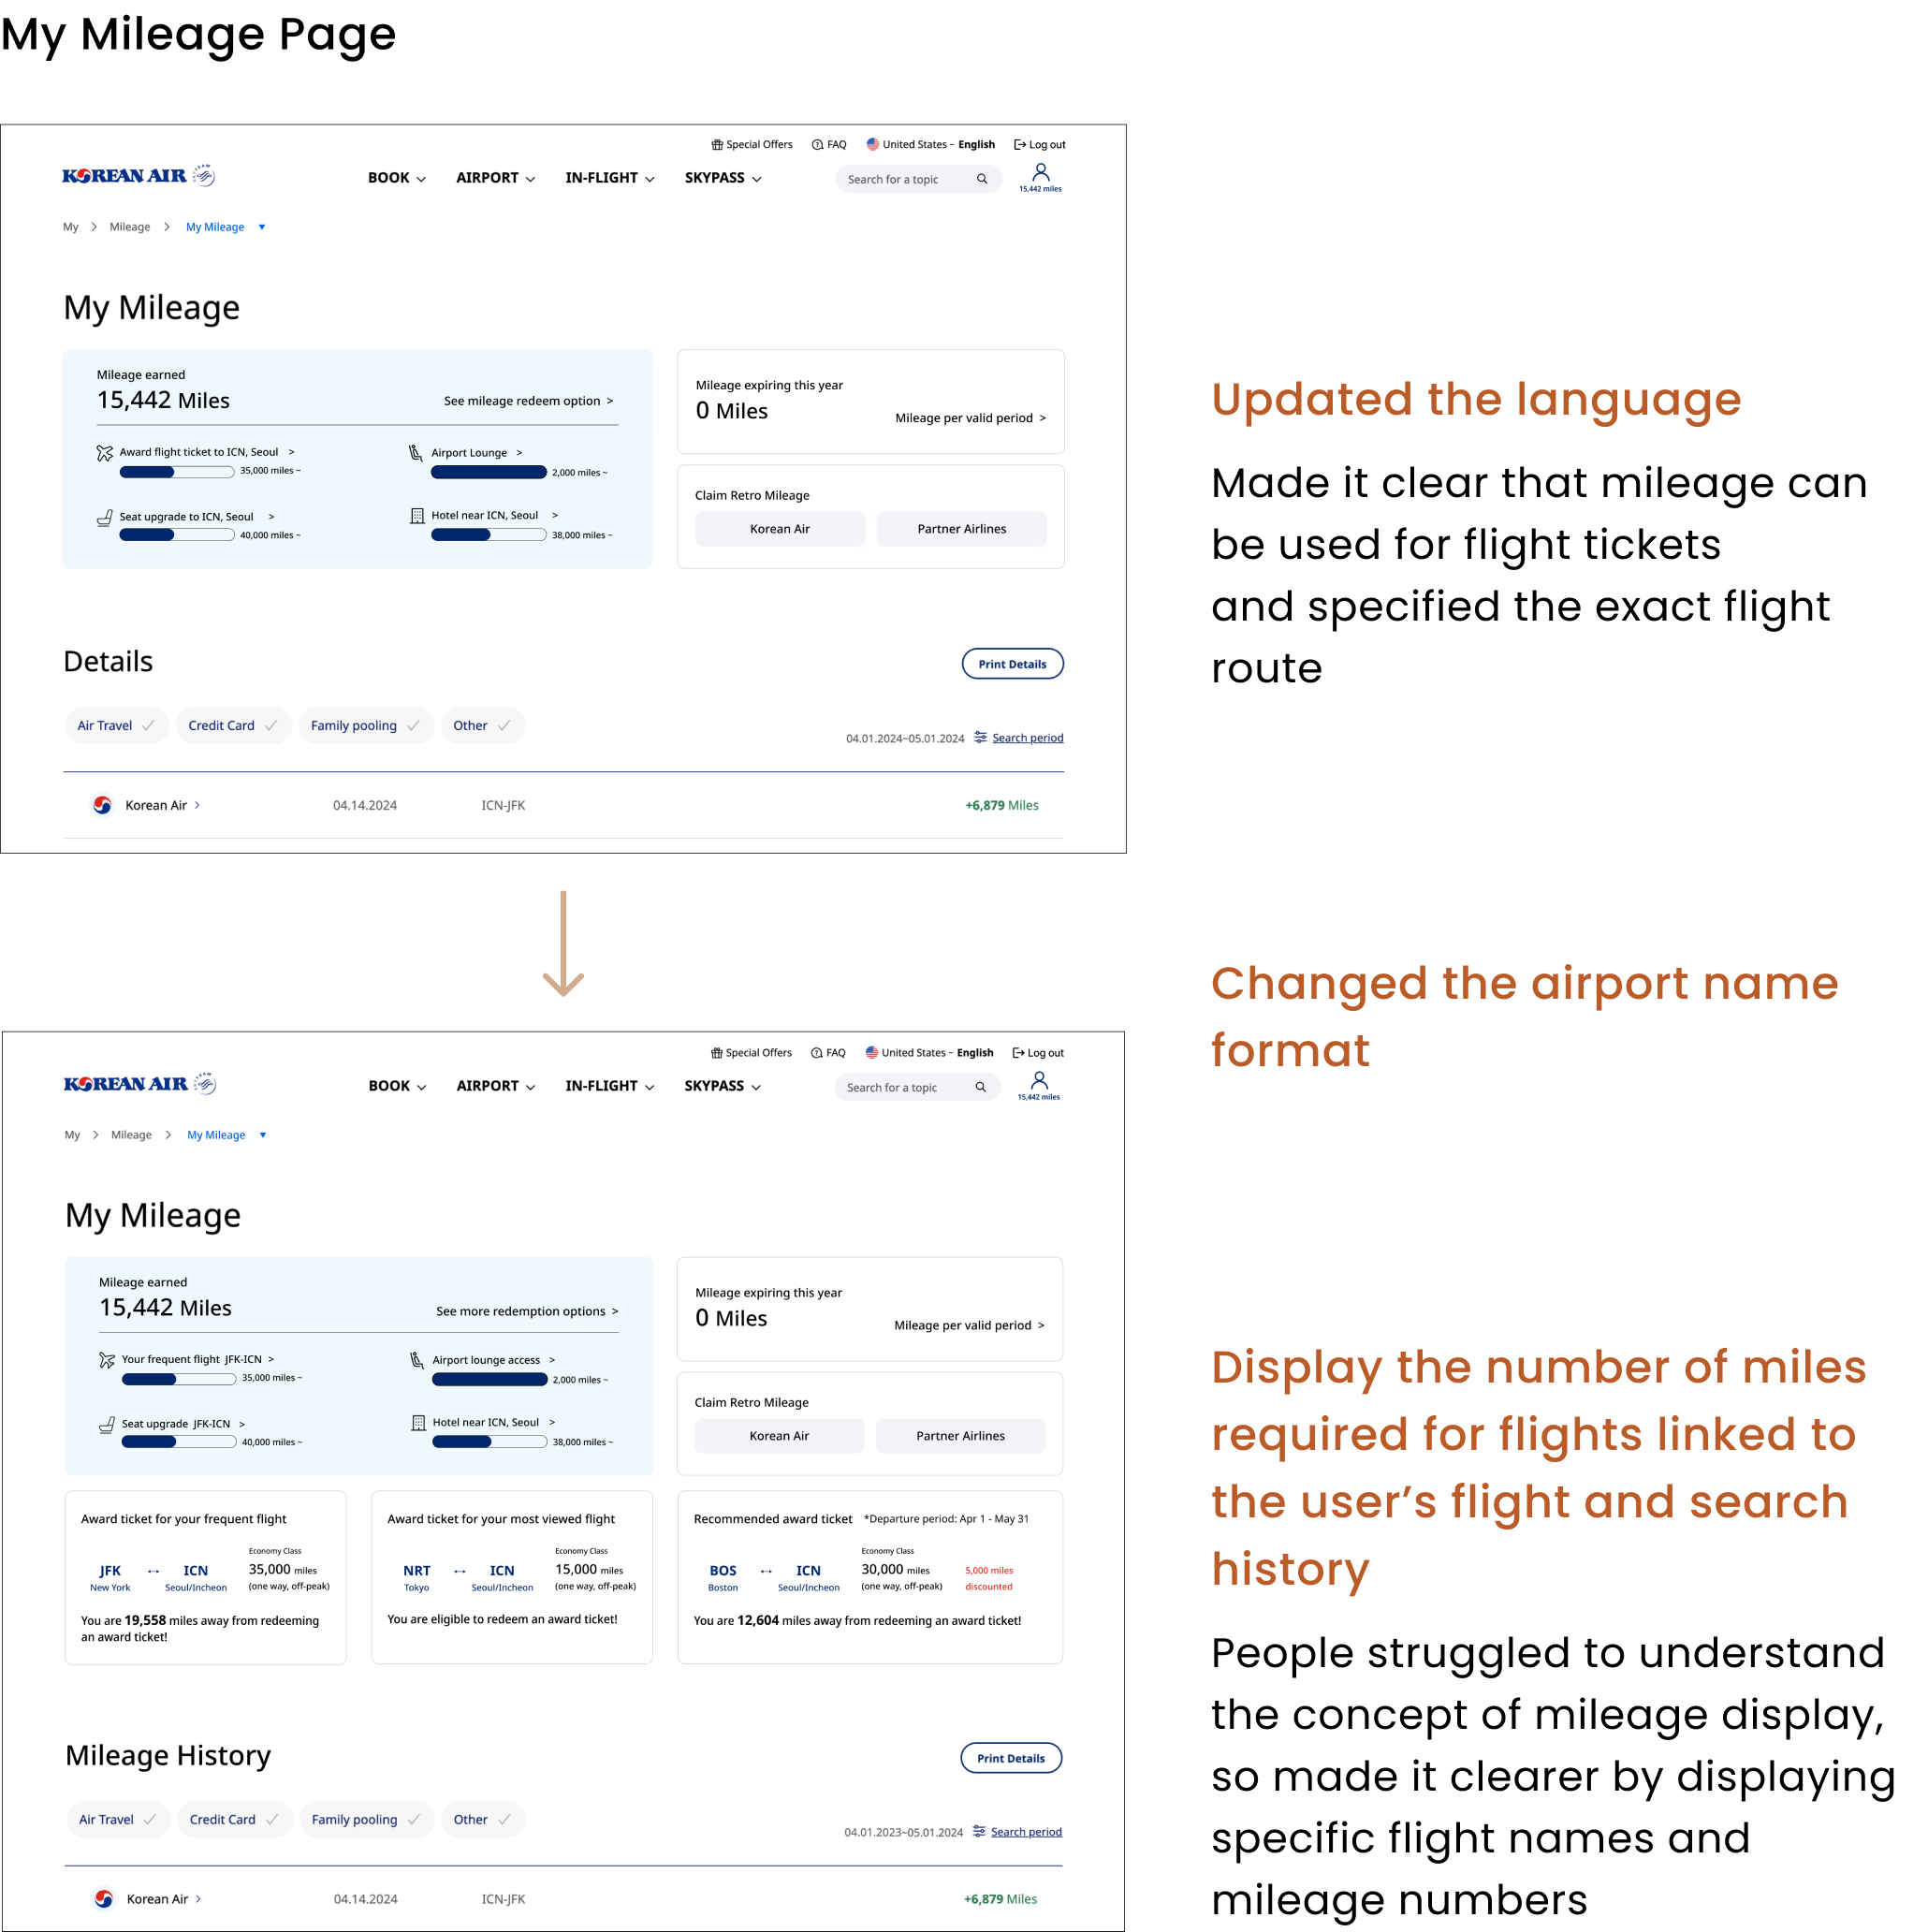 My Mileage Page
Special Offers FAQ United States - English Log out
KOREAN AIR BOOK AIRPORT IN-FLIGHT SKYPASS Search for a topic 15,442 miles
My > Mileage > My Mileage
My Mileage
Mileage earned
15,442 Miles See mileage redeem option >
Award flight ticket to ICN, Seoul >
35,000 miles ~
Airport Lounge >
2,000 miles ~
Seat upgrade to ICN, Seoul >
40,000 miles ~
Hotel near ICN, Seoul >
38,000 miles ~
Mileage expiring this year
0 Miles
Mileage per valid period >
Claim Retro Mileage
Korean Air Partner Airlines
Details Print Details
Air Travel Credit Card Family pooling Other
04.01.2024~05.01.2024 Search period
Korean Air > 04.14.2024 ICN-JFK +6,879 Miles
Updated the language
Made it clear that mileage can
be used for flight tickets
and specified the exact flight
route
Changed the airport name
format
Special Offers FAQ United States - English Log out
KOREAN AIR BOOK AIRPORT IN-FLIGHT SKYPASS Search for a topic 15,442 miles
My > Mileage > My Mileage
My Mileage
Mileage earned
15,442 Miles See more redemption options >
Your frequent flight JFK-ICN >
35,000 miles ~
Airport lounge access >
2,000 miles ~
Seat upgrade JFK-ICN >
40,000 miles ~
Hotel near ICN, Seoul >
38,000 miles ~
Mileage expiring this year
0 Miles
Mileage per valid period >
Claim Retro Mileage
Korean Air Partner Airlines
Award ticket for your frequent flight
Economy Class
JFK ↔ ICN 35,000 miles
New York Seoul/Incheon (one way, off-peak)
You are 19,558 miles away from redeeming
an award ticket!
Award ticket for your most viewed flight
Economy Class
NRT ↔ ICN 15,000 miles
Tokyo Seoul/Incheon (one way, off-peak)
You are eligible to redeem an award ticket!
Recommended award ticket *Departure period: Apr 1 - May 31
Economy Class
BOS ↔ ICN 30,000 miles 5,000 miles
Boston Seoul/Incheon (one way, off-peak) discounted
You are 12,604 miles away from redeeming an award ticket!
Mileage History Print Details
Air Travel Credit Card Family pooling Other
04.01.2023~05.01.2024 Search period
Korean Air > 04.14.2024 ICN-JFK +6,879 Miles
Display the number of miles
required for flights linked to
the user’s flight and search
history
People struggled to understand
the concept of mileage display,
so made it clearer by displaying
specific flight names and
mileage numbers